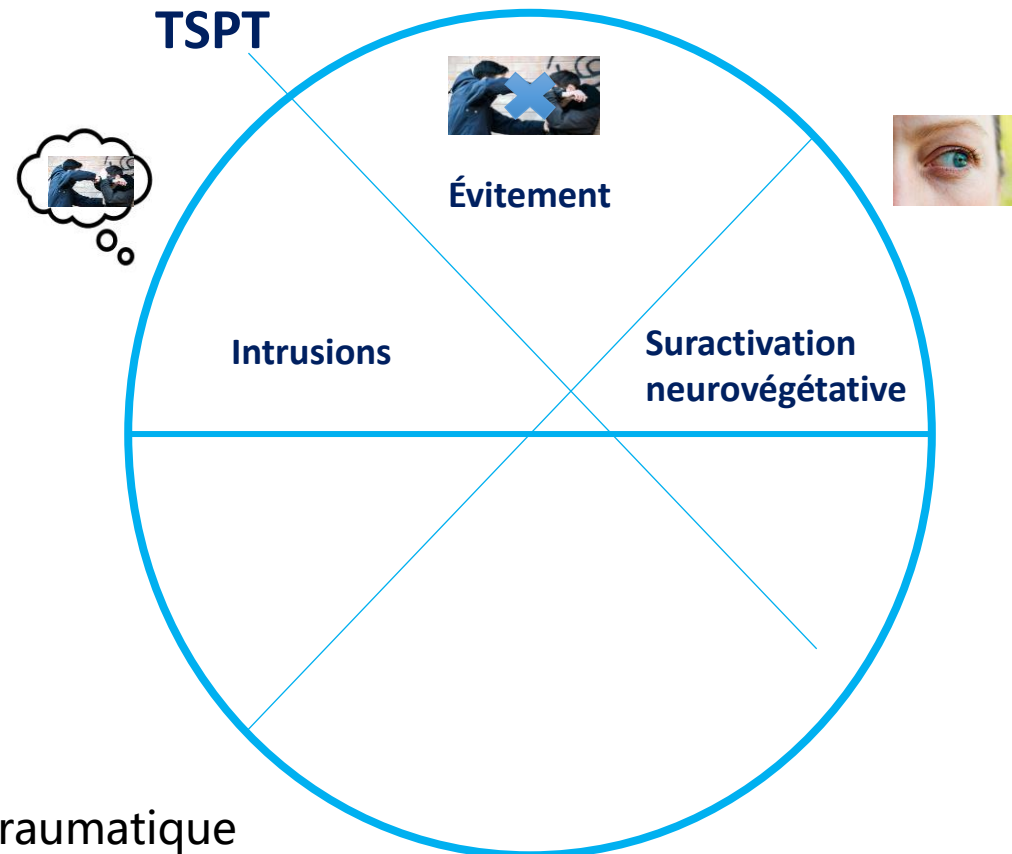 TSPT
Évitement
Intrusions
Suractivation
neurovégétative
raumatique